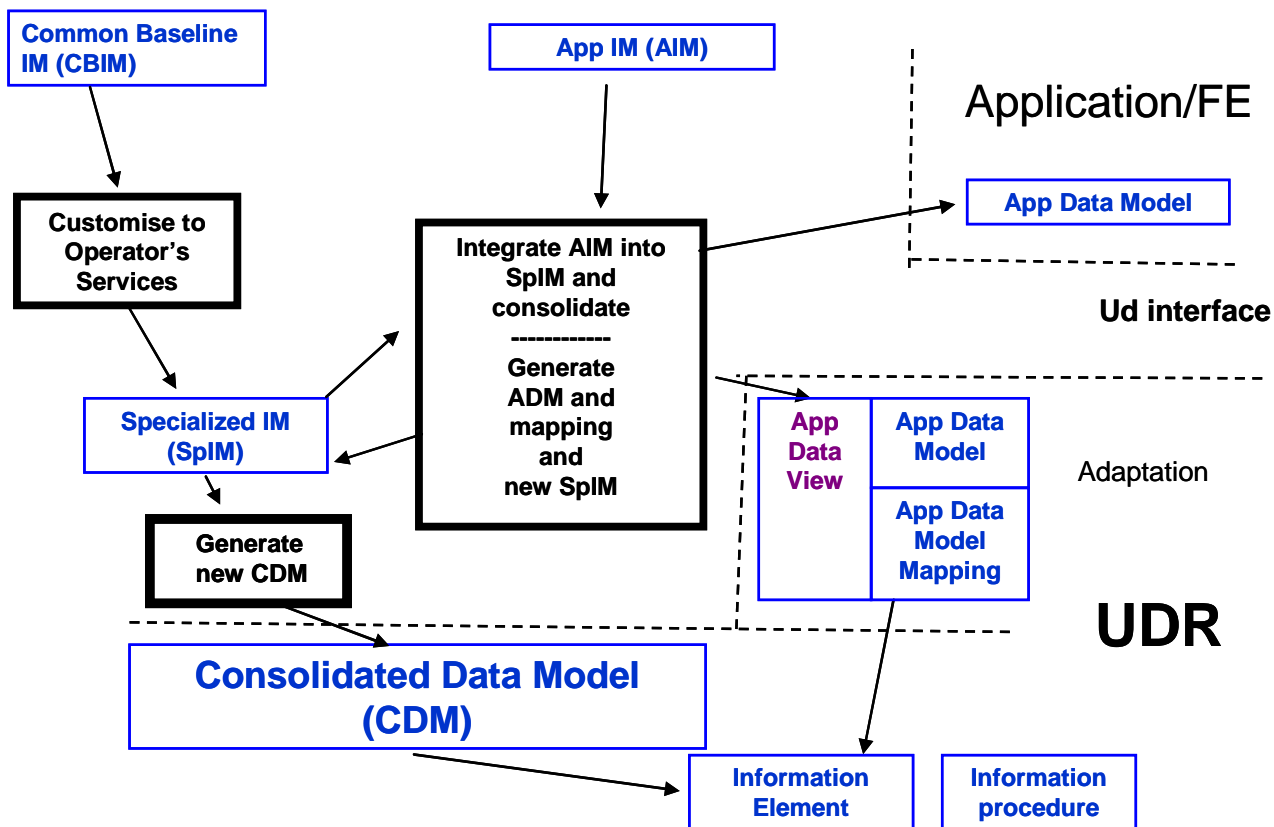 Common Baseline
IM (CBIM)
App IM (AIM)
Application/FE
App Data Model
Customise to
Operator’s
Services
Integrate AIM into
SpIM and
consolidate
------------
Generate
ADM and
mapping
and
new SpIM
Ud interface
Specialized IM
(SpIM)
App
Data
View
App Data
Model
App Data
Model
Mapping
Adaptation
Generate
new CDM
UDR
Consolidated Data Model
(CDM)
Information
Element
Information
procedure